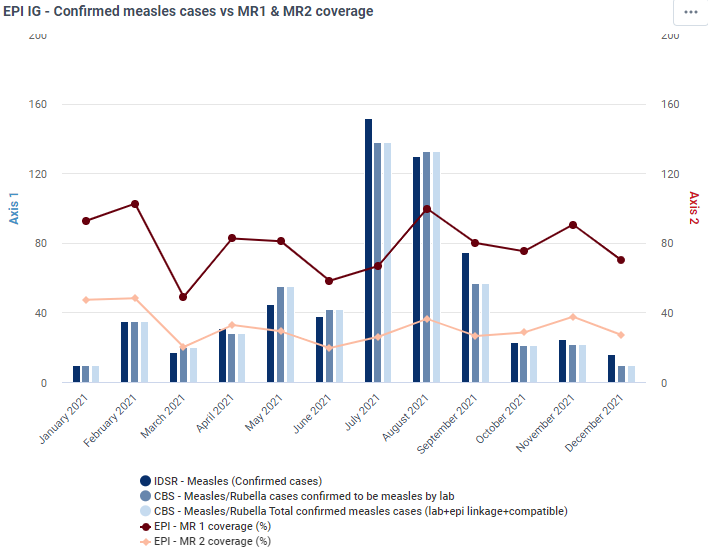 EPI IG - Confirmed measles cases vs MR1 & MR2 coverage
200 200
160 160
120 120
Axis 1 Axis 2
80 80
40 40
0 0
January 2021 February 2021 March 2021 April 2021 May 2021 June 2021 July 2021 August 2021 September 2021 October 2021 November 2021 December 2021
IDSR - Measles (Confirmed cases)
CBS - Measles/Rubella cases confirmed to be measles by lab
CBS - Measles/Rubella Total confirmed measles cases (lab+epi linkage+compatible)
EPI - MR 1 coverage (%)
EPI - MR 2 coverage (%)